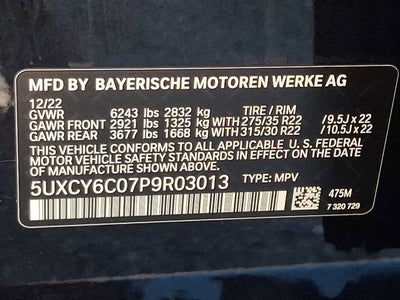 MFD BY BAYERISCHE MOTOREN WERKE AG
12/22
GVWR 6243 lbs 2832 kg TIRE / RIM
GAWR FRONT 2921 lbs 1325 kg WITH 275/35 R22 /9.5J x 22
GAWR REAR 3677 lbs 1668 kg WITH 315/30 R22 /10.5J x 22
THIS VEHICLE CONFORMS TO ALL APPLICABLE U. S. FEDERAL
MOTOR VEHICLE SAFETY STANDARDS IN EFFECT ON THE DATE
OF MANUFACTURE SHOWN ABOVE.
5UXCY6C07P9R03013 TYPE: MPV
475M
7 320 729